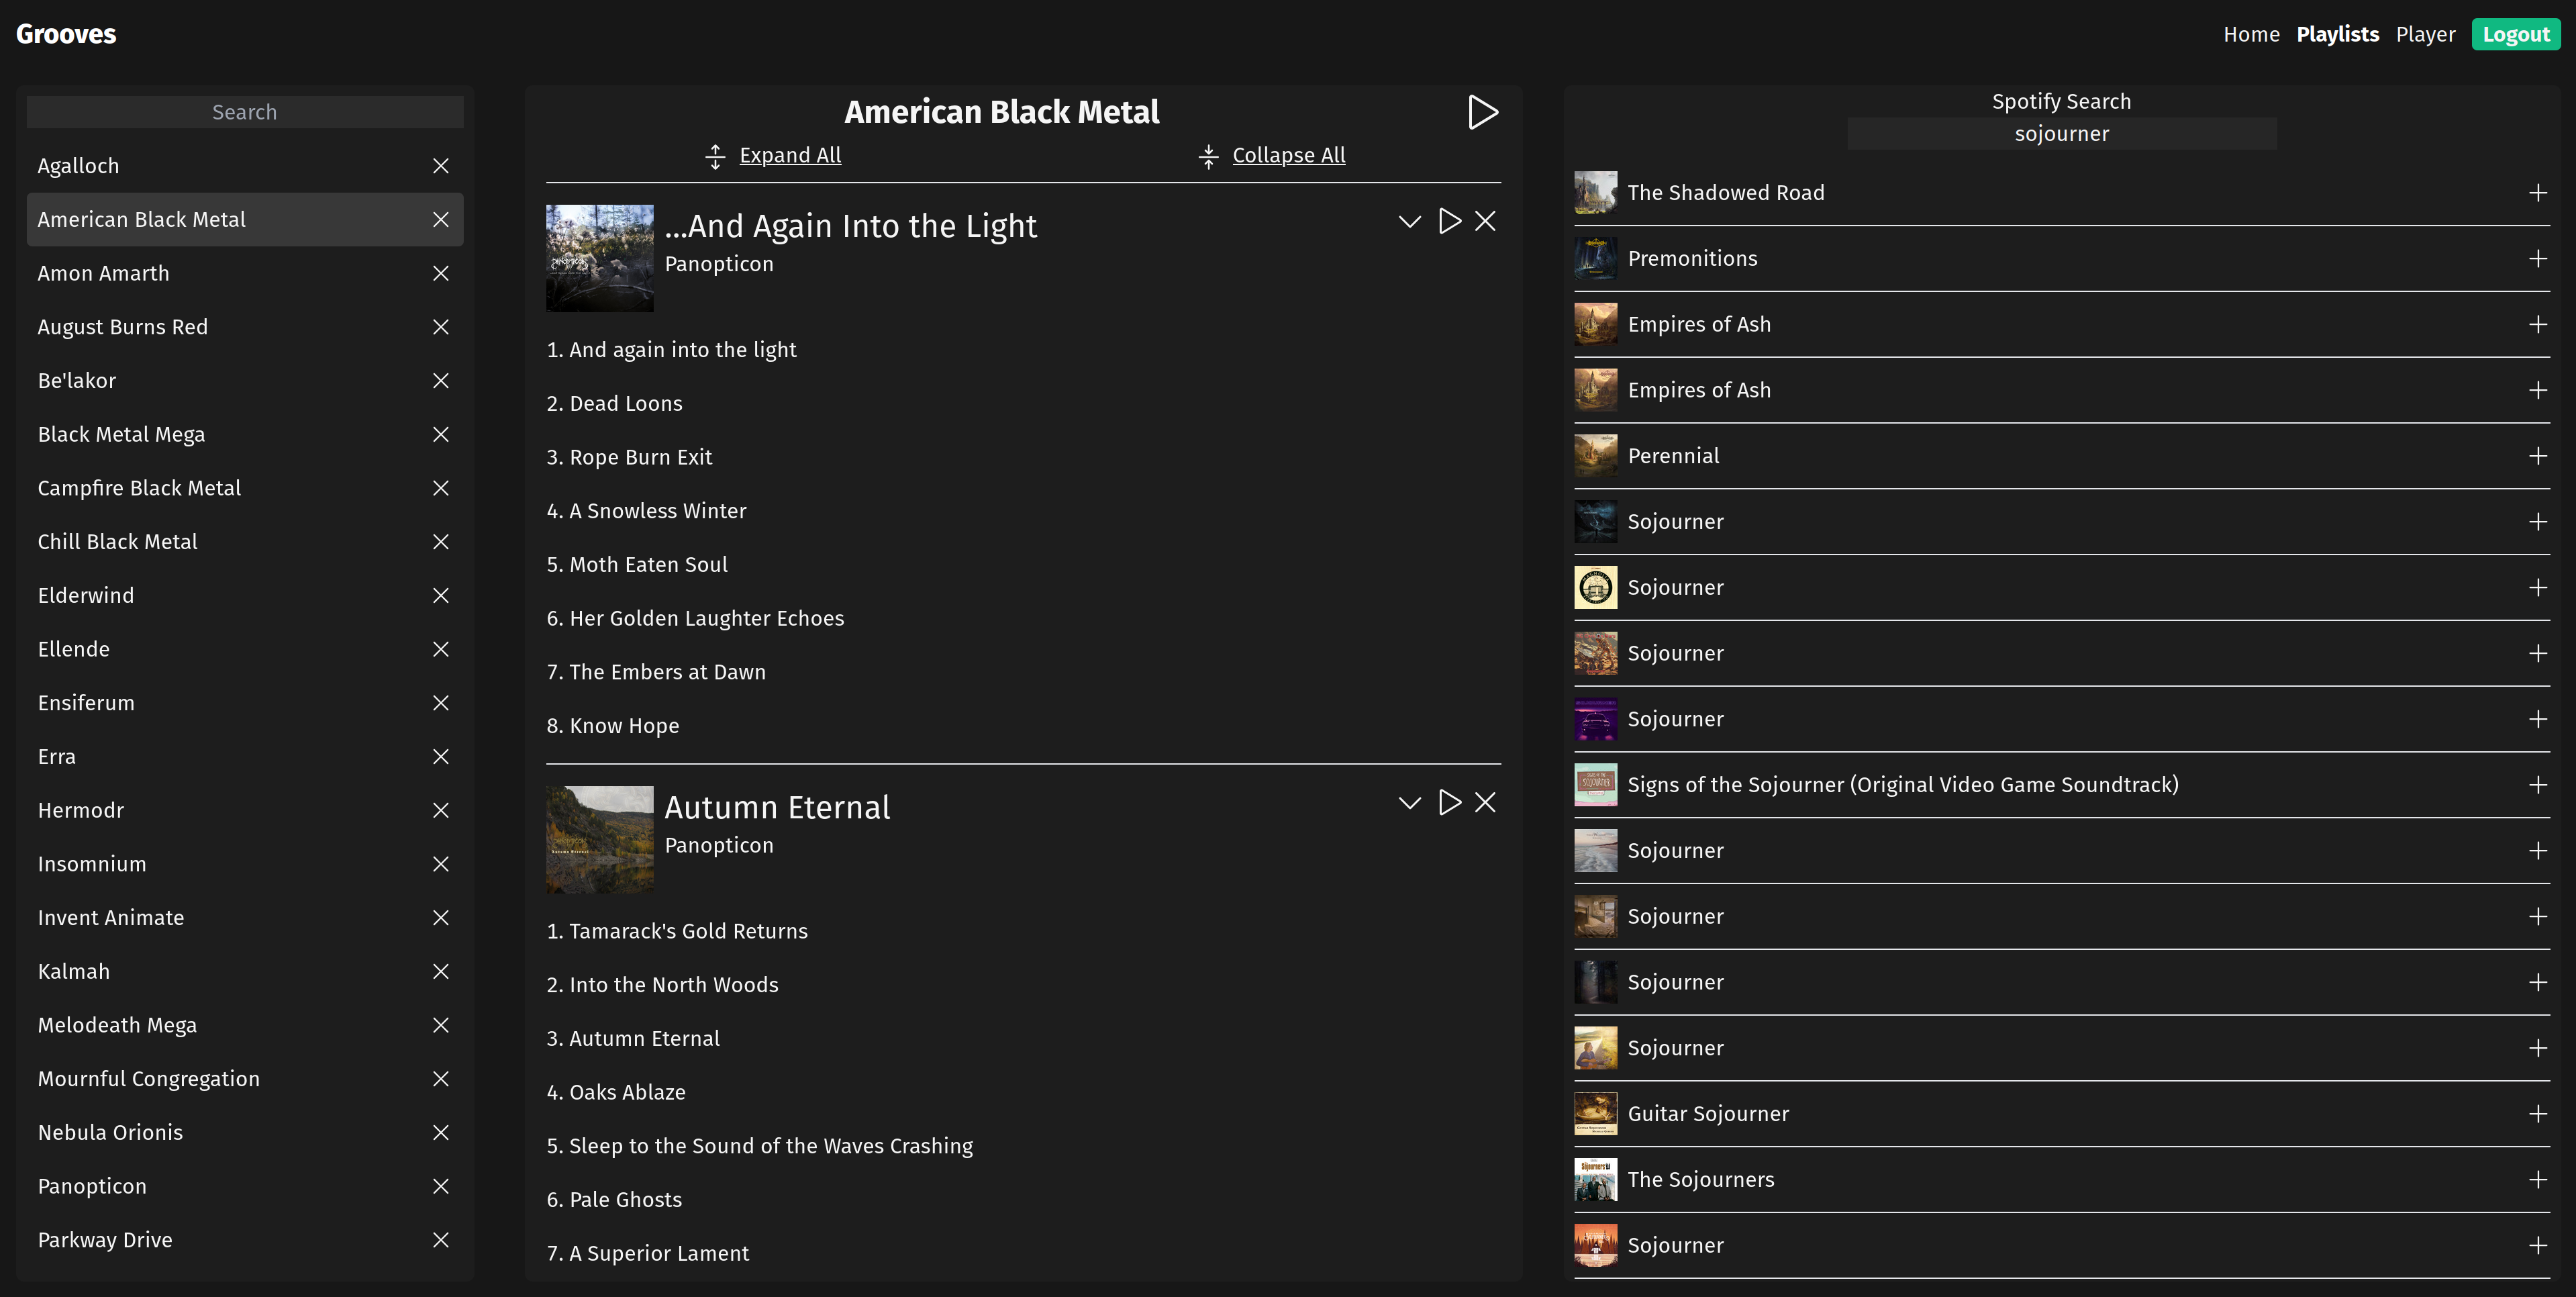 Grooves
Home Playlists Player Logout
Search
Agalloch
American Black Metal
Amon Amarth
August Burns Red
Be'lakor
Black Metal Mega
Campfire Black Metal
Chill Black Metal
Elderwind
Ellende
Ensiferum
Erra
Hermodr
Insomnium
Invent Animate
Kalmah
Melodeath Mega
Mournful Congregation
Nebula Orionis
Panopticon
Parkway Drive
American Black Metal
Expand All Collapse All
...And Again Into the Light
Panopticon
1. And again into the light
2. Dead Loons
3. Rope Burn Exit
4. A Snowless Winter
5. Moth Eaten Soul
6. Her Golden Laughter Echoes
7. The Embers at Dawn
8. Know Hope
Autumn Eternal
Panopticon
1. Tamarack's Gold Returns
2. Into the North Woods
3. Autumn Eternal
4. Oaks Ablaze
5. Sleep to the Sound of the Waves Crashing
6. Pale Ghosts
7. A Superior Lament
Spotify Search
sojourner
The Shadowed Road
Premonitions
Empires of Ash
Empires of Ash
Perennial
Sojourner
Sojourner
Sojourner
Sojourner
Signs of the Sojourner (Original Video Game Soundtrack)
Sojourner
Sojourner
Sojourner
Sojourner
Guitar Sojourner
The Sojourners
Sojourner